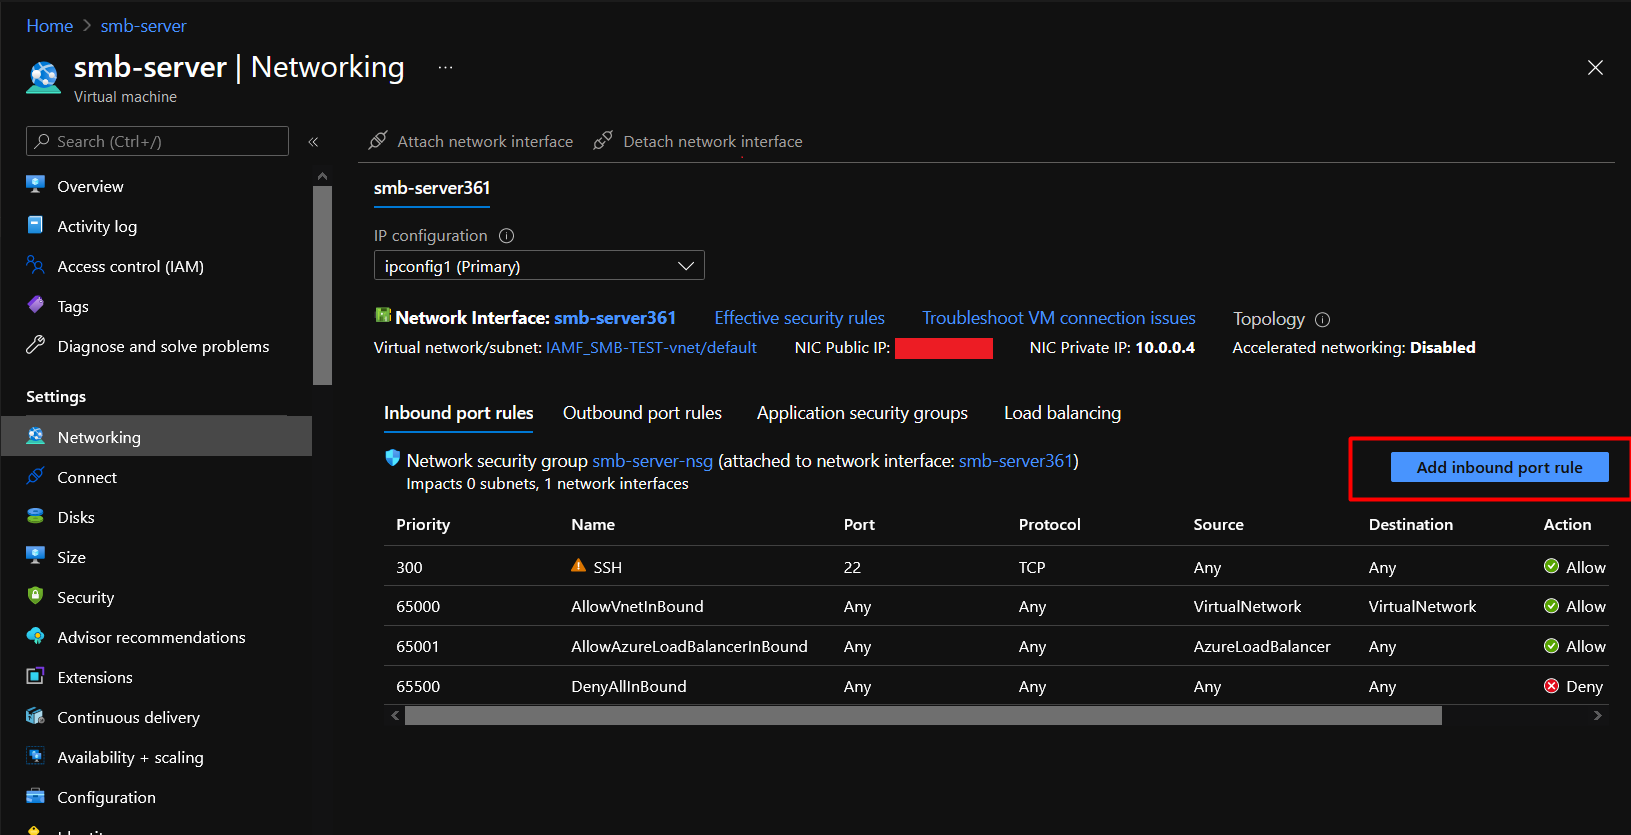 Home > smb-server
smb-server | Networking ...
Virtual machine
Search (Ctrl+/)
«
Overview
Activity log
Access control (IAM)
Tags
Diagnose and solve problems
Settings
Networking
Connect
Disks
Size
Security
Advisor recommendations
Extensions
Continuous delivery
Availability + scaling
Configuration
Attach network interface Detach network interface
smb-server361
IP configuration
ipconfig1 (Primary)
Network Interface: smb-server361 Effective security rules Troubleshoot VM connection issues Topology
Virtual network/subnet: IAMF_SMB-TEST-vnet/default NIC Public IP: NIC Private IP: 10.0.0.4 Accelerated networking: Disabled
Inbound port rules Outbound port rules Application security groups Load balancing
Network security group smb-server-nsg (attached to network interface: smb-server361)
Impacts 0 subnets, 1 network interfaces
Add inbound port rule
Priority Name Port Protocol Source Destination Action
300 SSH 22 TCP Any Any Allow
65000 AllowVnetInBound Any Any VirtualNetwork VirtualNetwork Allow
65001 AllowAzureLoadBalancerInBound Any Any AzureLoadBalancer Any Allow
65500 DenyAllInBound Any Any Any Any Deny